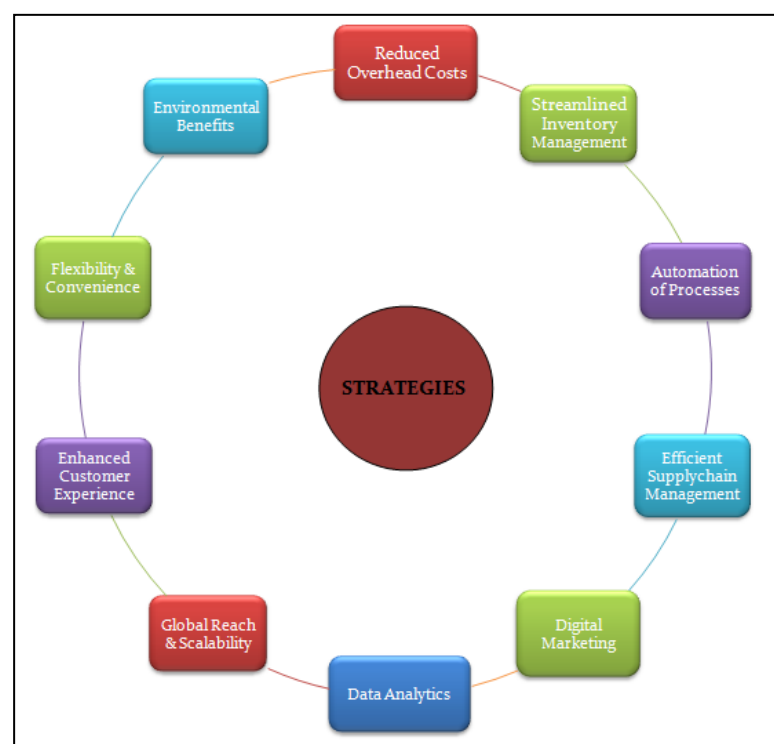 Reduced
Overhead Costs
Streamlined
Inventory
Management
Automation
of Processes
Efficient
Supplychain
Management
Digital
Marketing
Data Analytics
Global Reach
& Scalability
Enhanced
Customer
Experience
Flexibility &
Convenience
Environmental
Benefits
STRATEGIES